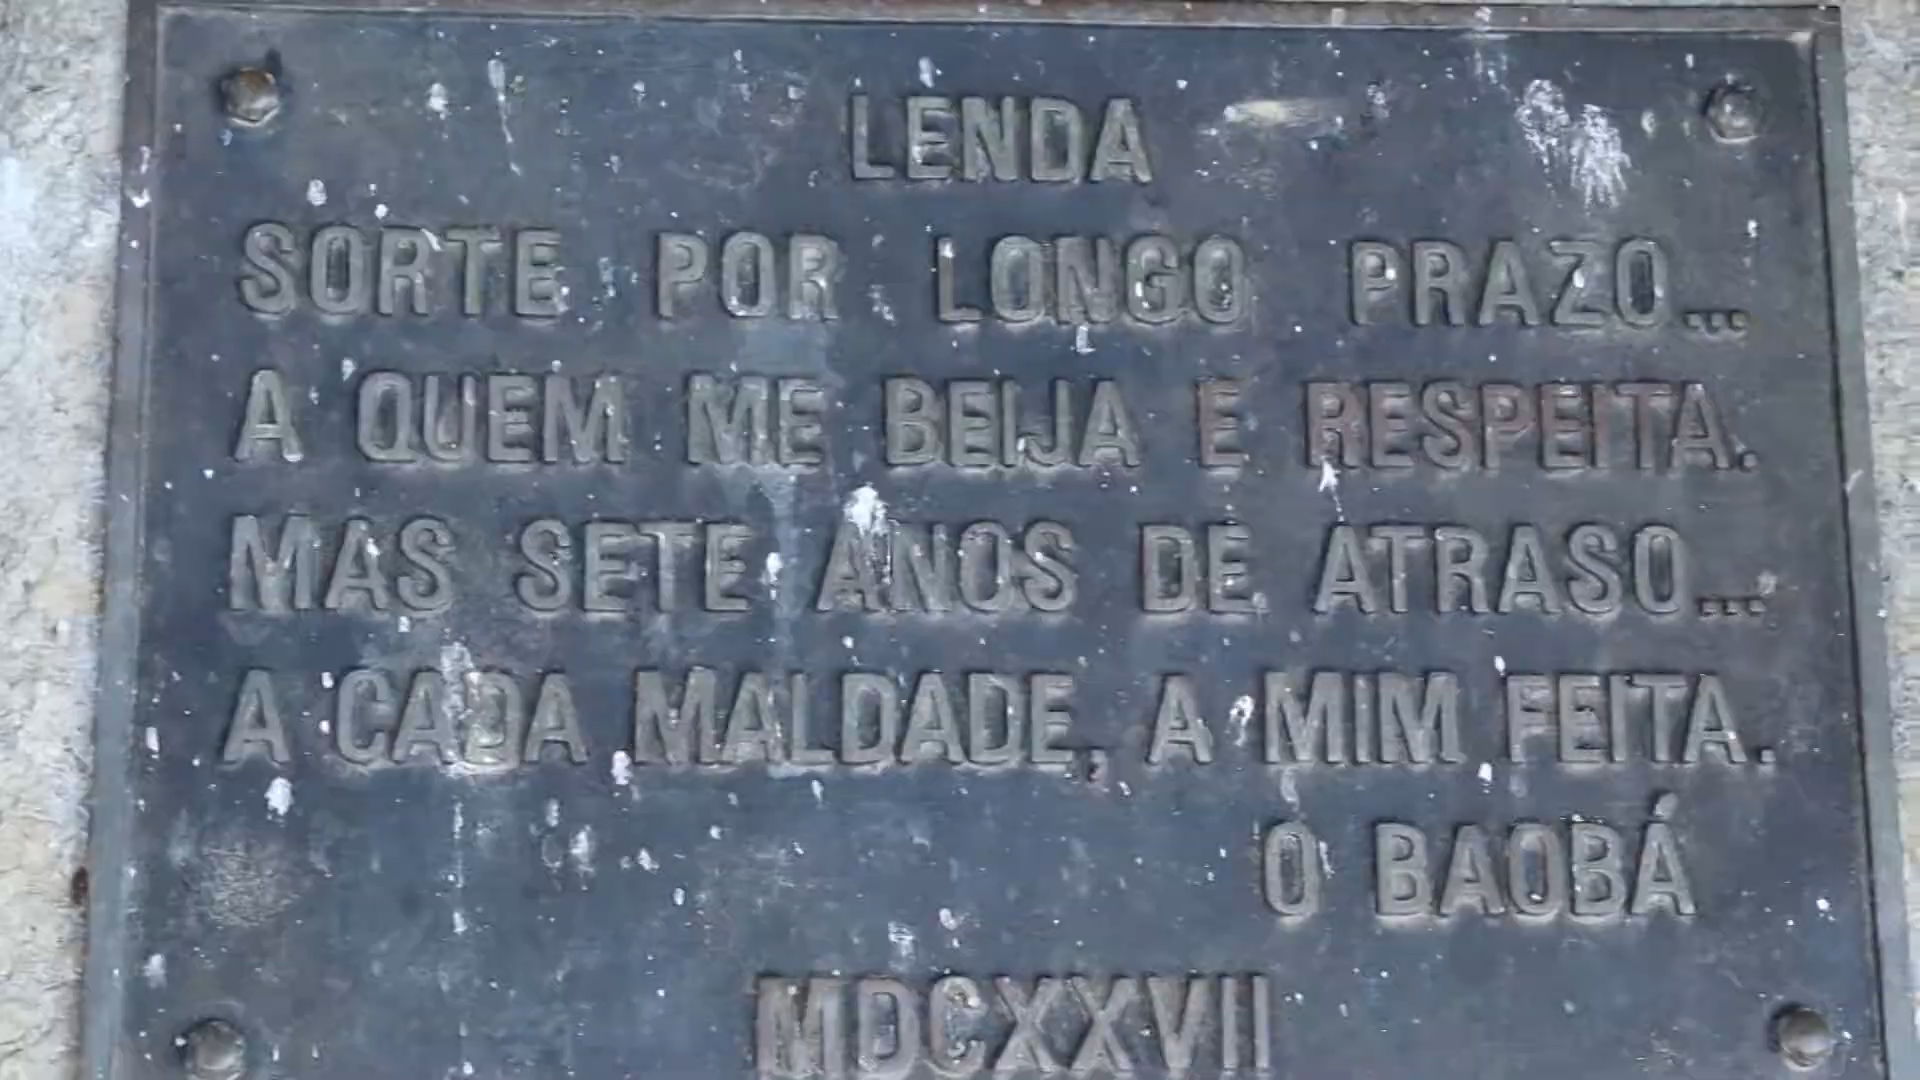 LENDA
SORTE POR LONGO PRAZO...
A QUEM ME BEIJA E RESPEITA.
MAS SETE ANOS DE ATRASO...
A CADA MALDADE, A MIM FEITA.
O BAOBÁ
MDCXXVII